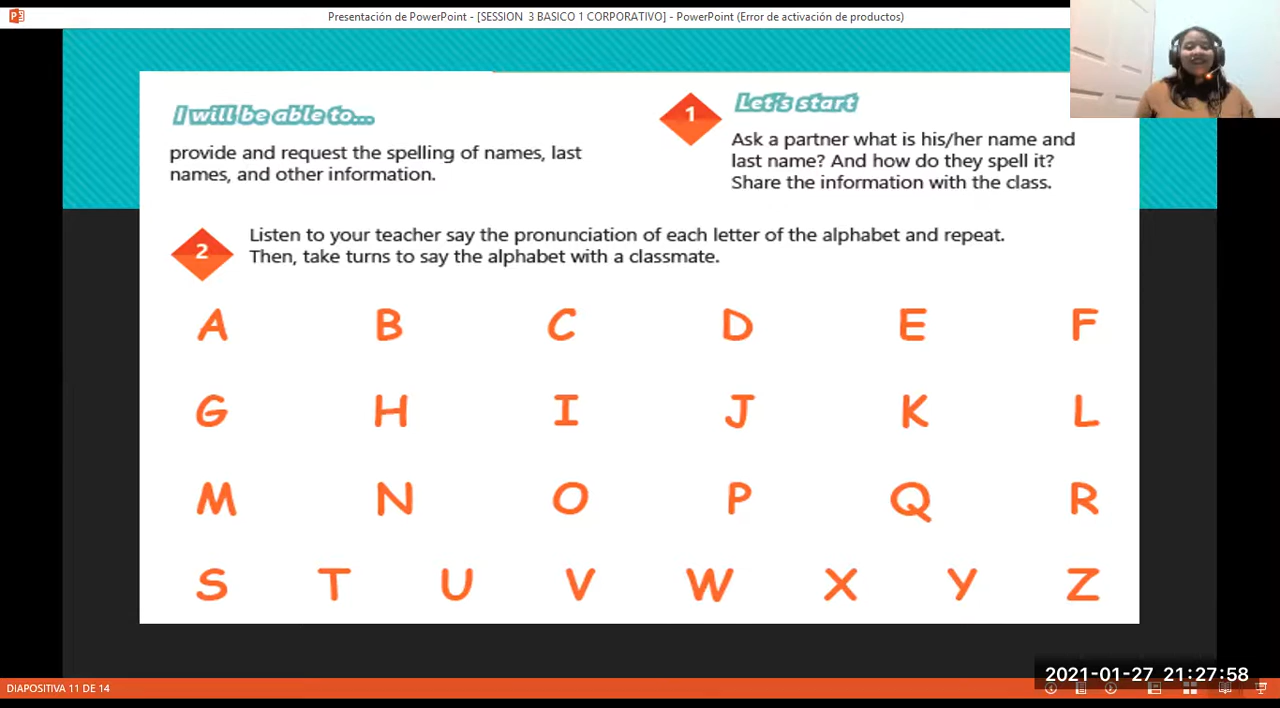 Presentación de PowerPoint - [SESSION 3 BASICO 1 CORPORATIVO] - PowerPoint (Error de activación de productos)
I will be able to...
provide and request the spelling of names, last
names, and other information.
1
Let's start
Ask a partner what is his/her name and
last name? And how do they spell it?
Share the information with the class.
2
Listen to your teacher say the pronunciation of each letter of the alphabet and repeat.
Then, take turns to say the alphabet with a classmate.
A B C D E F
G H I J K L
M N O P Q R
S T U V W X Y Z
2021-01-27 21:27:58
DIAPOSITIVA 11 DE 14